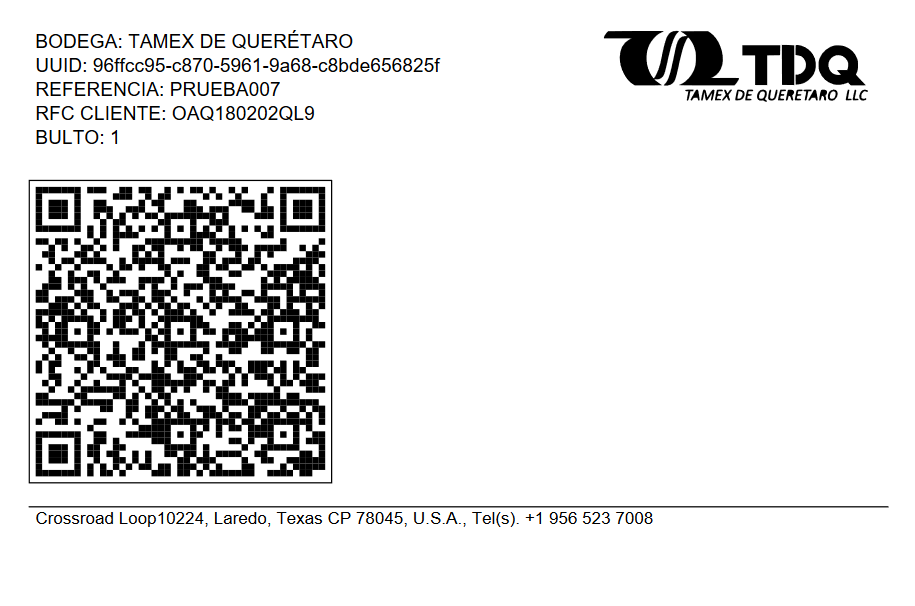 BODEGA: TAMEX DE QUERÉTARO
UUID: 96ffcc95-c870-5961-9a68-c8bde656825f
REFERENCIA: PRUEBA007
RFC CLIENTE: OAQ180202QL9
BULTO: 1
TDQ
TAMEX DE QUERETARO LLC
Crossroad Loop10224, Laredo, Texas CP 78045, U.S.A., Tel(s). +1 956 523 7008